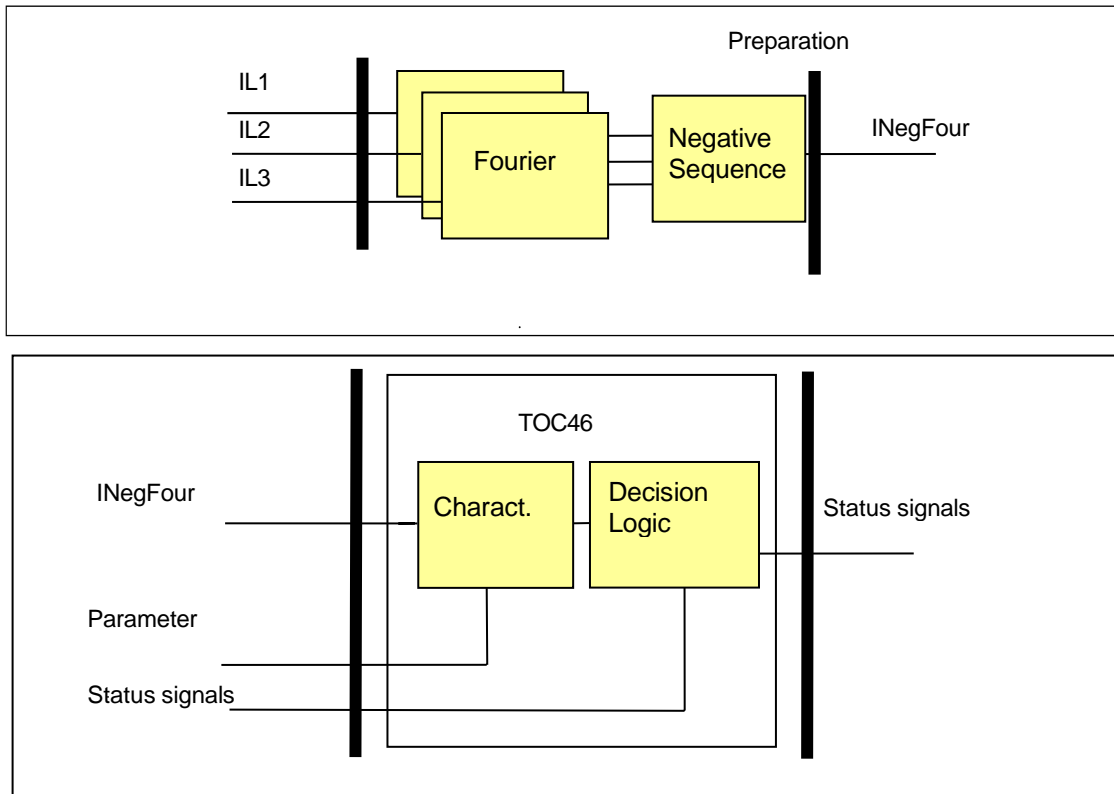 Preparation
IL1
IL2
IL3
Fourier
Negative
Sequence
INegFour
.
TOC46
INegFour
Charact.
Decision
Logic
Status signals
Parameter
Status signals